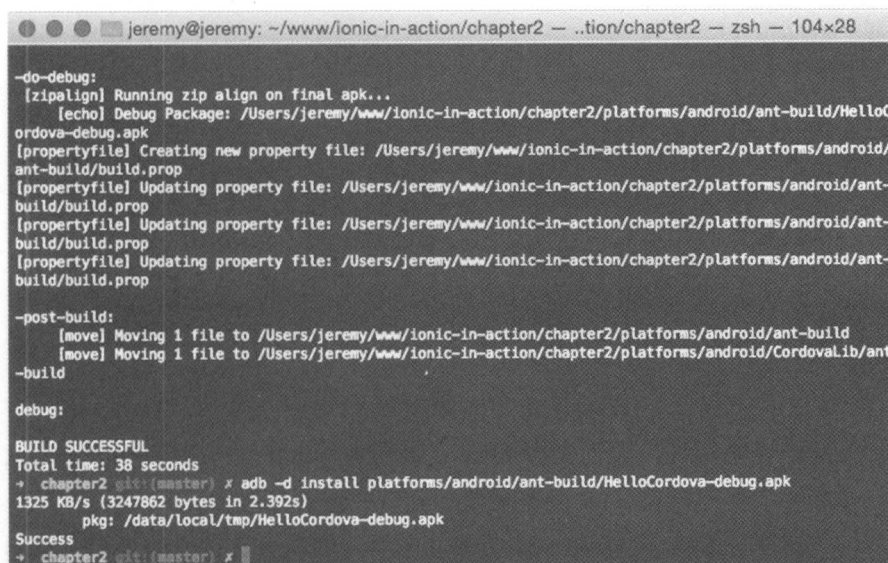 jeremy@jeremy: ~/www/ionic-in-action/chapter2 — ..tion/chapter2 — zsh — 104×28
-do-debug:
[zipalign] Running zip align on final apk...
[echo] Debug Package: /Users/jeremy/www/ionic-in-action/chapter2/platforms/android/ant-build/HelloC
ordova-debug.apk
[propertyfile] Creating new property file: /Users/jeremy/www/ionic-in-action/chapter2/platforms/android/
ant-build/build.prop
[propertyfile] Updating property file: /Users/jeremy/www/ionic-in-action/chapter2/platforms/android/ant-
build/build.prop
[propertyfile] Updating property file: /Users/jeremy/www/ionic-in-action/chapter2/platforms/android/ant-
build/build.prop
[propertyfile] Updating property file: /Users/jeremy/www/ionic-in-action/chapter2/platforms/android/ant-
build/build.prop
-post-build:
[move] Moving 1 file to /Users/jeremy/www/ionic-in-action/chapter2/platforms/android/ant-build
[move] Moving 1 file to /Users/jeremy/www/ionic-in-action/chapter2/platforms/android/CordovaLib/ant
-build
debug:
BUILD SUCCESSFUL
Total time: 38 seconds
→ chapter2 git:(master) ✗ adb -d install platforms/android/ant-build/HelloCordova-debug.apk
1325 KB/s (3247862 bytes in 2.392s)
pkg: /data/local/tmp/HelloCordova-debug.apk
Success
→ chapter2 git:(master) ✗